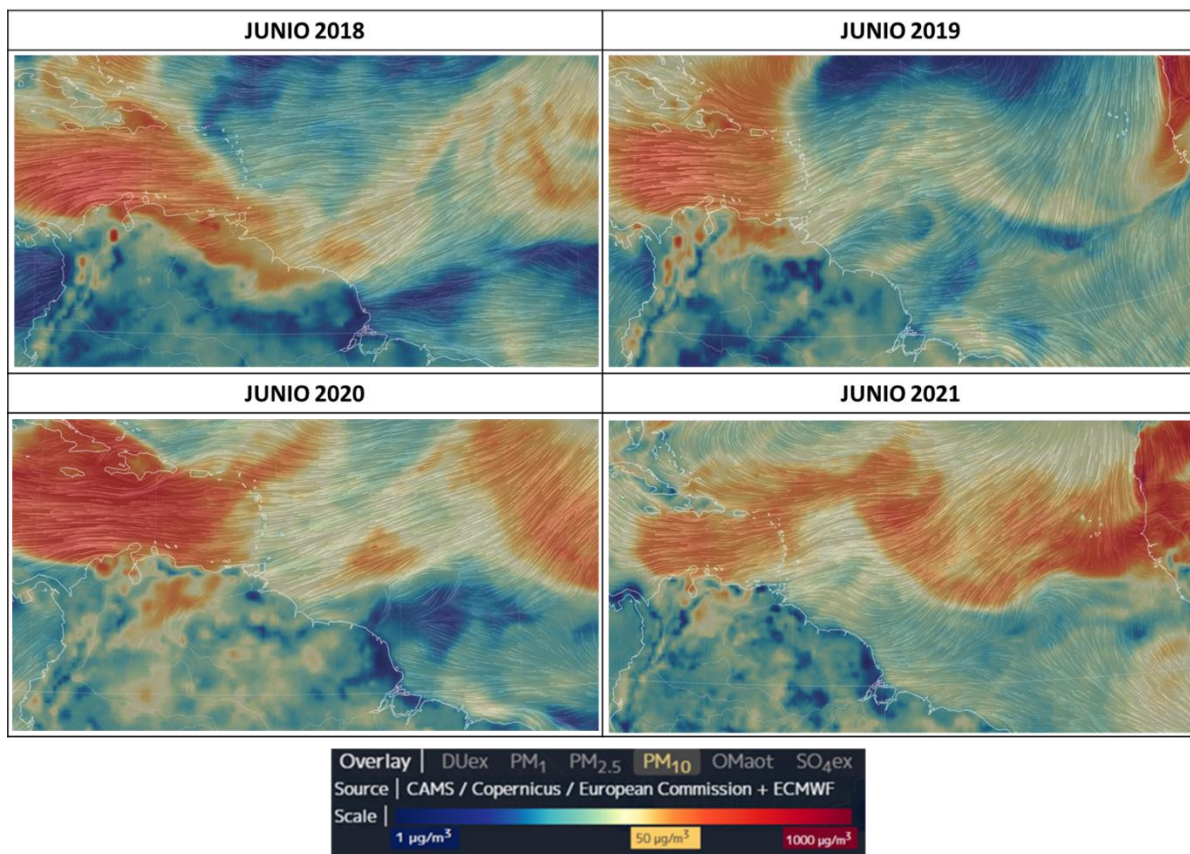 JUNIO 2018
JUNIO 2019
JUNIO 2020
JUNIO 2021
Overlay | DUex PM₁ PM₂.₅ PM₁₀ OMaot SO₄ex
Source | CAMS / Copernicus / European Commission + ECMWF
Scale |
1 µg/m³ 50 µg/m³ 1000 µg/m³